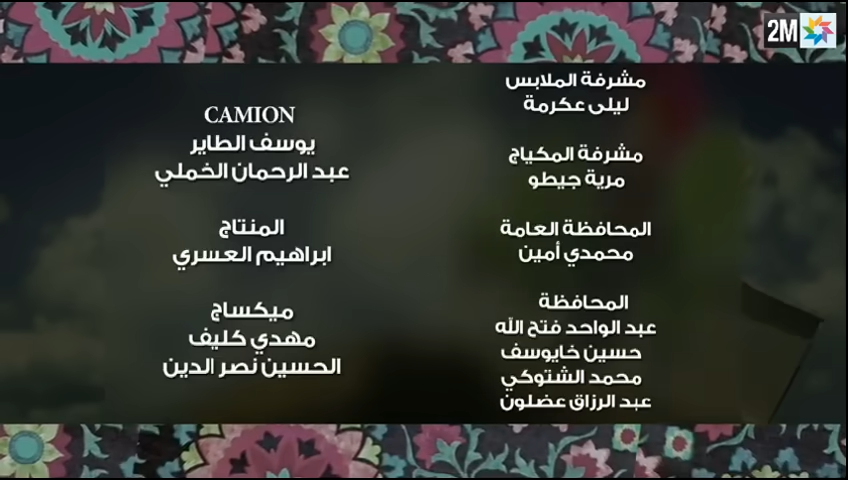 2M
مشرفة الملابس
ليلى عكرمة
مشرفة المكياج
مرية جيطو
المحافظة العامة
محمدي أمين
المحافظة
عبد الواحد فتح الله
حسين خايوسف
محمد الشتوكي
عبد الرزاق عضلون
CAMION
يوسف الطاير
عبد الرحمان الخملي
المنتاج
ابراهيم العسري
ميكساج
مهدي كليف
الحسين نصر الدين